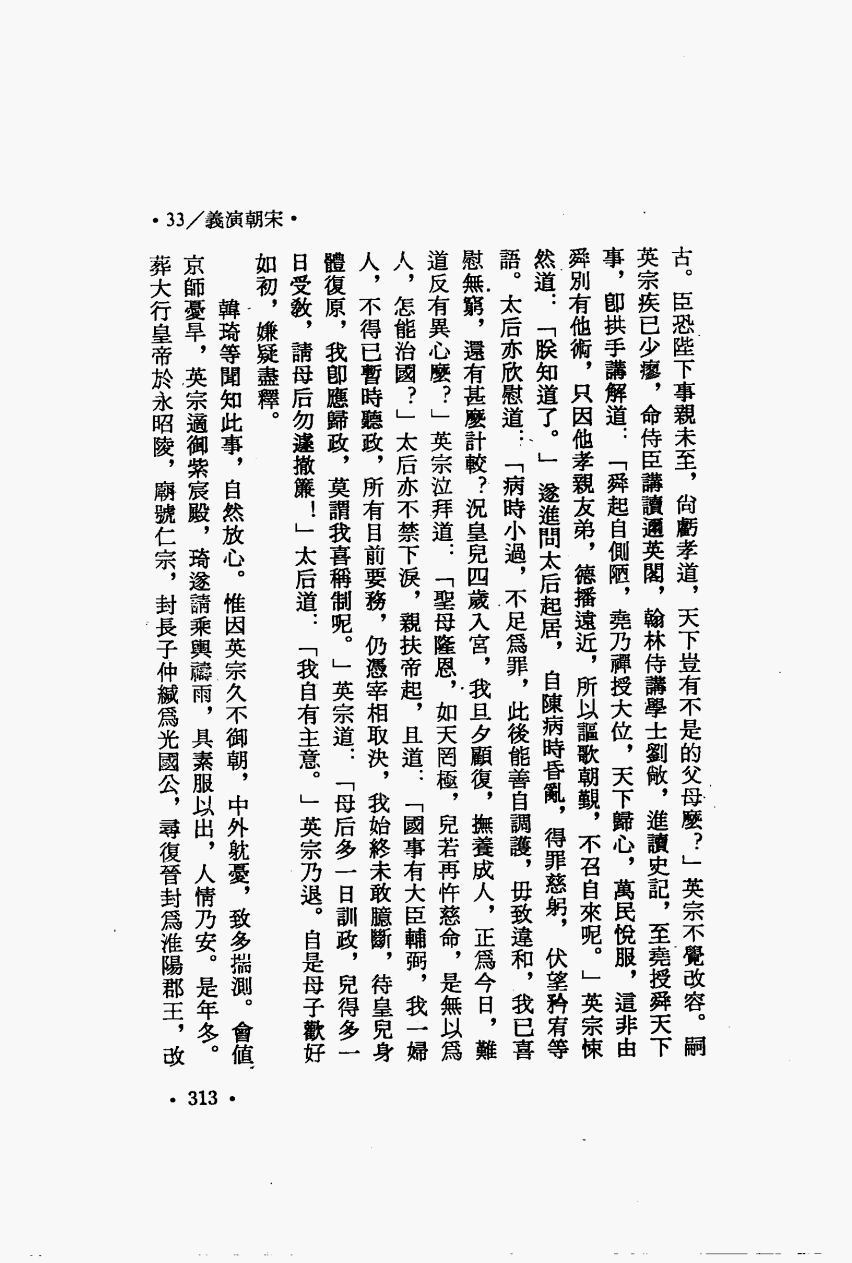 •33／義演朝宋•
古。臣恐陛下事親未至，尙虧孝道，天下豈有不是的父母麼？」英宗不覺改容。嗣
英宗疾已少瘳，命侍臣講讀邇英閣，翰林侍講學士劉敞，進讀史記，至堯授舜天下
事，卽拱手講解道：「舜起自側陋，堯乃禪授大位，天下歸心，萬民悅服，這非由
舜別有他術，只因他孝親友弟，德播遠近，所以謳歌朝覲，不召自來呢。」英宗悚
然道：「朕知道了。」遂進問太后起居，自陳病時昏亂，得罪慈躬，伏望矜宥等
語。太后亦欣慰道：「病時小過，不足爲罪，此後能善自調護，毋致違和，我已喜
慰無窮，還有甚麼計較？況皇兒四歲入宮，我旦夕顧復，撫養成人，正爲今日，難
道反有異心麼？」英宗泣拜道：「聖母隆恩，如天罔極，兒若再忤慈命，是無以爲
人，怎能治國？」太后亦不禁下淚，親扶帝起，且道：「國事有大臣輔弼，我一婦
人，不得已暫時聽政，所有目前要務，仍憑宰相取決，我始終未敢臆斷，待皇兒身
體復原，我卽應歸政，莫謂我喜稱制呢。」英宗道：「母后多一日訓政，兒得多一
日受敎，請母后勿遽撤簾！」太后道：「我自有主意。」英宗乃退。自是母子歡好
如初，嫌疑盡釋。
韓琦等聞知此事，自然放心。惟因英宗久不御朝，中外躭憂，致多揣測。會值
京師憂旱，英宗適御紫宸殿，琦遂請乘輿禱雨，具素服以出，人情乃安。是年冬。
葬大行皇帝於永昭陵，廟號仁宗，封長子仲緘爲光國公，尋復晉封爲淮陽郡王，改
•313•